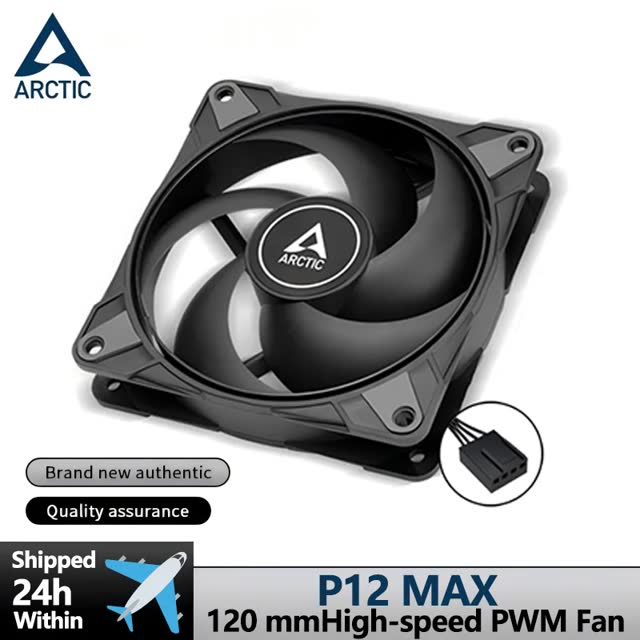 ARCTIC
ARCTIC
Brand new authentic
Quality assurance
Shipped
24h
Within
P12 MAX
120 mmHigh-speed PWM Fan